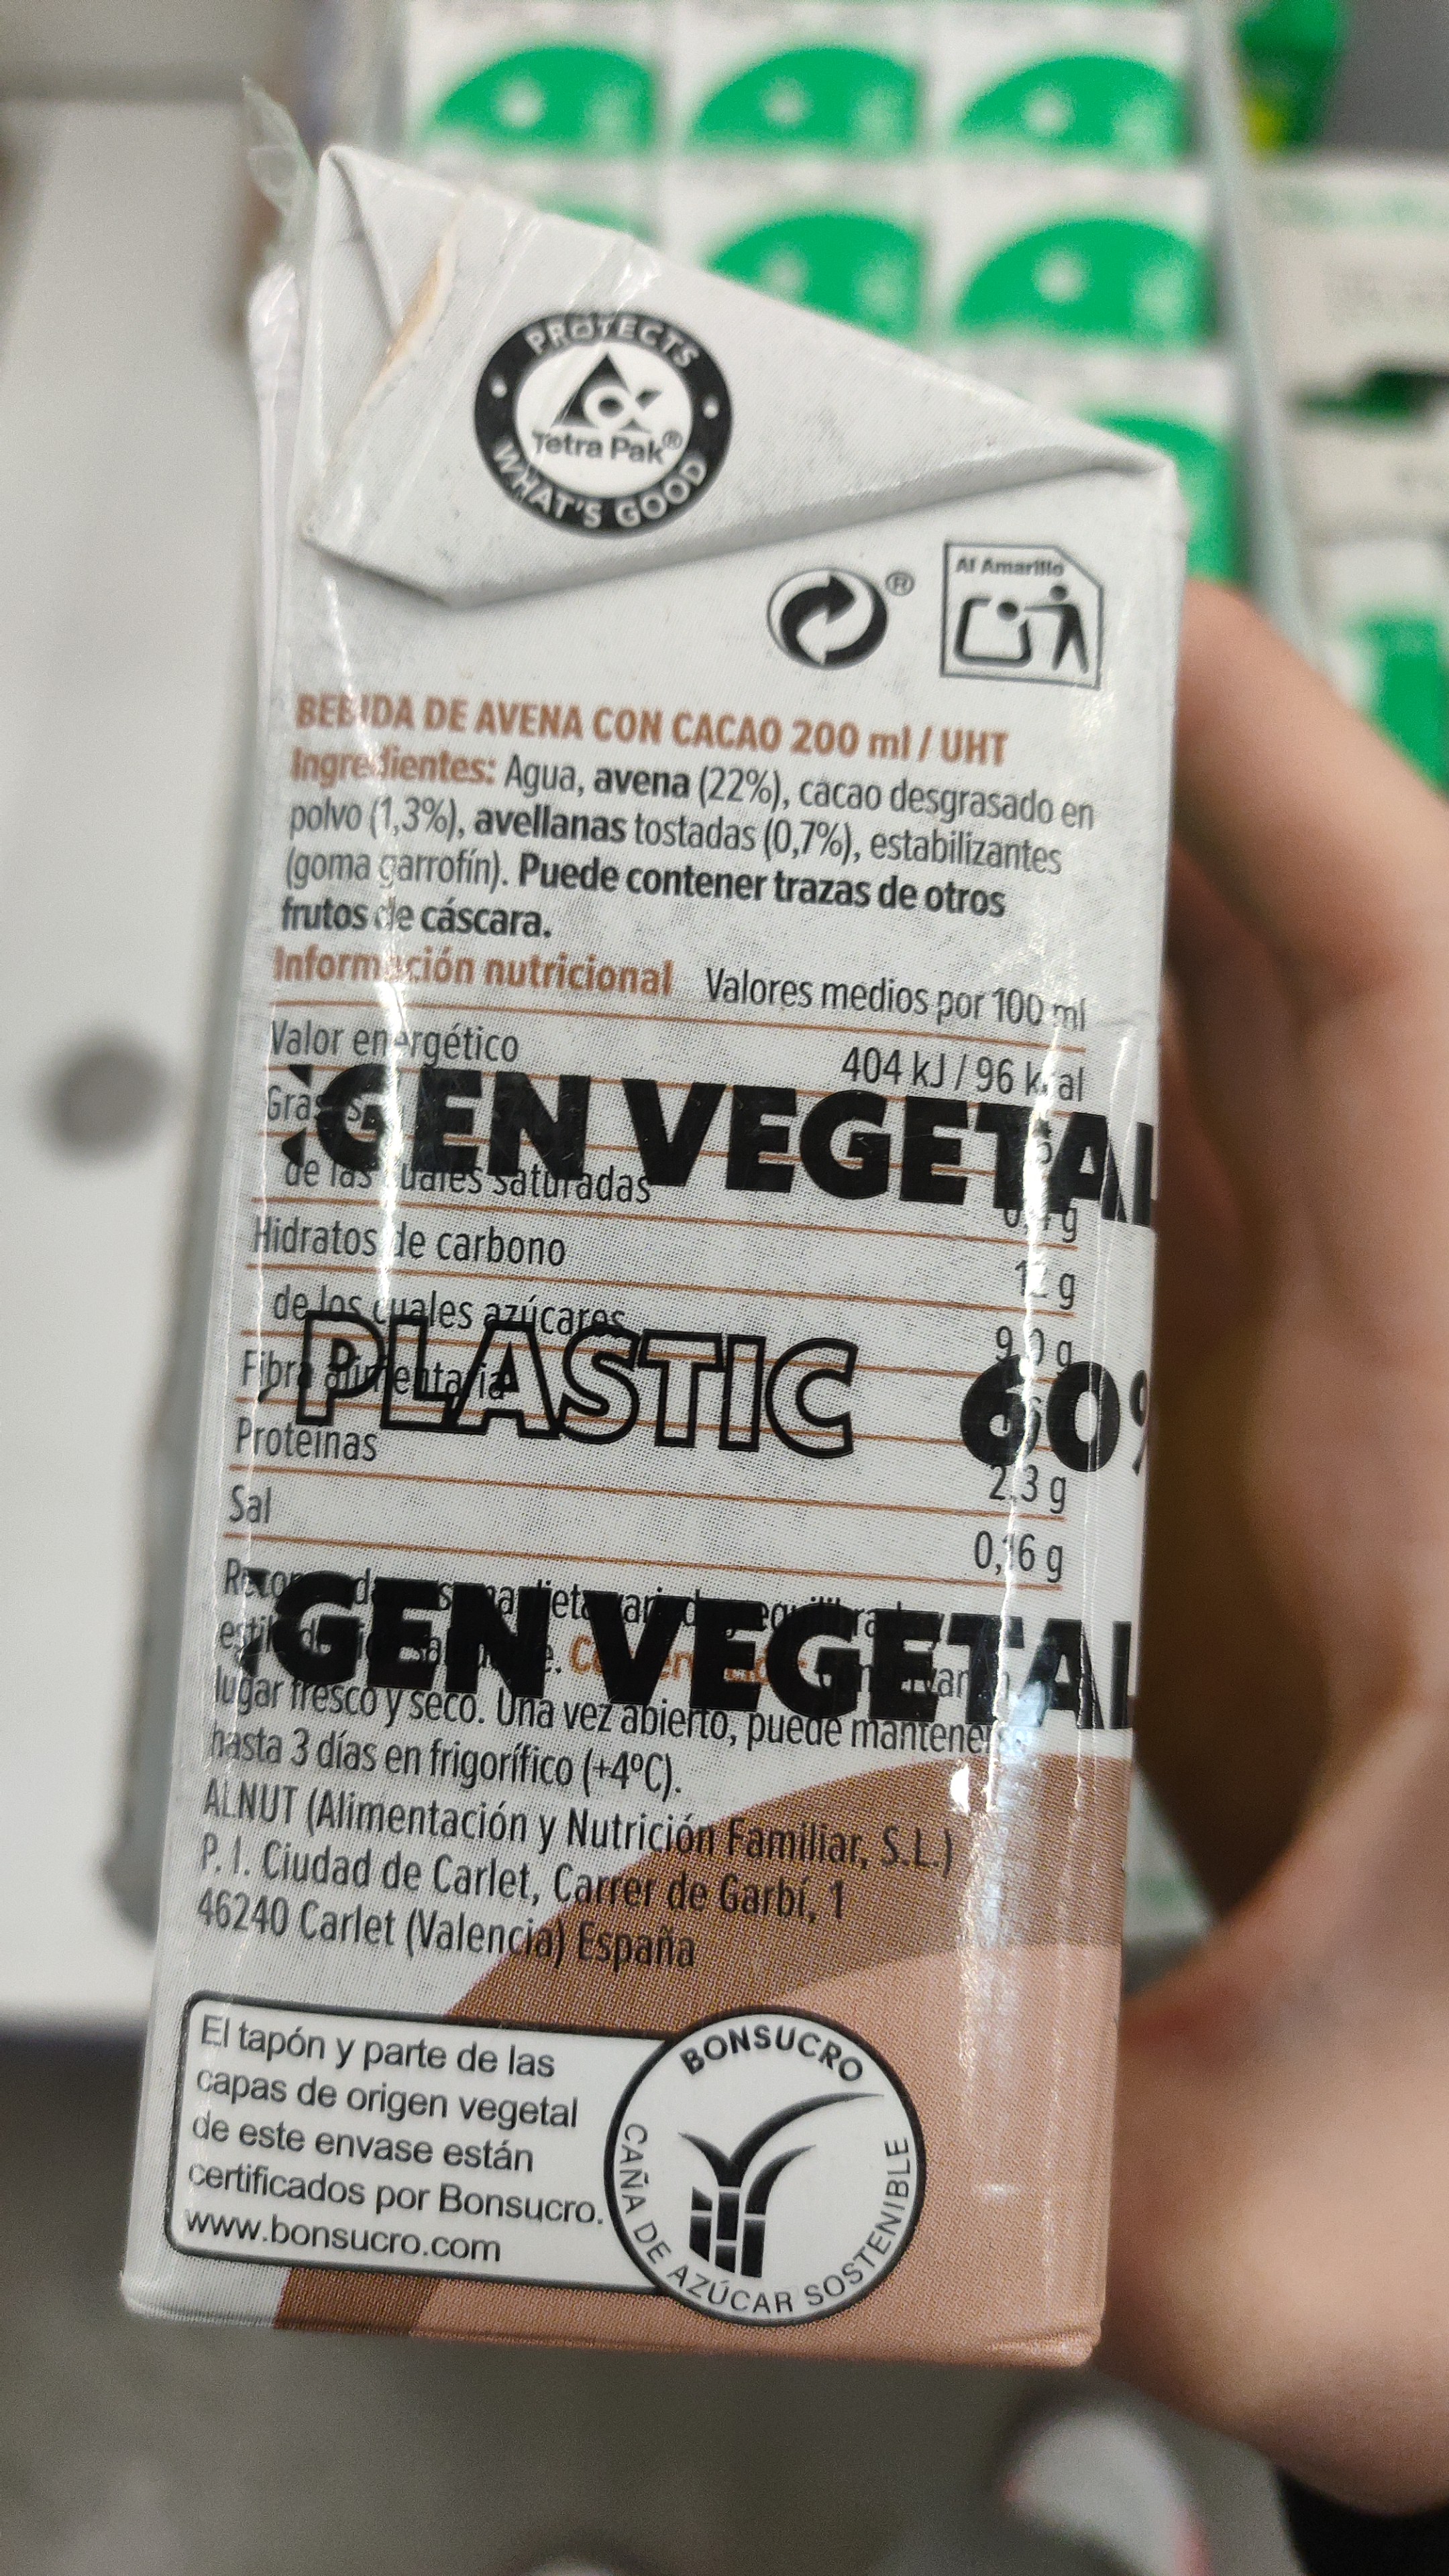 PROTECTS
Tetra Pak®
WHAT'S GOOD
®
Al Amarillo
BEBIDA DE AVENA CON CACAO 200 ml / UHT
Ingredientes: Agua, avena (22%), cacao desgrasado en
polvo (1,3%), avellanas tostadas (0,7%), estabilizantes
(goma garrofín). Puede contener trazas de otros
frutos de cáscara.
Información nutricional Valores medios por 100 ml
Valor energético 404 kJ / 96 kcal
Grasas
GEN VEGETAL
de las cuales saturadas g
Hidratos de carbono g
de los cuales azúcares 9,0 g
PLASTIC 60%
Fibra alimentaria
Proteínas 2,3 g
Sal 0,16 g
GEN VEGETAL
lugar fresco y seco. Una vez abierto, puede mantenerse
hasta 3 días en frigorífico (+4ºC).
ALNUT (Alimentación y Nutrición Familiar, S.L.)
P. I. Ciudad de Carlet, Carrer de Garbí, 1
46240 Carlet (Valencia) España
El tapón y parte de las
capas de origen vegetal
de este envase están
certificados por Bonsucro.
www.bonsucro.com
BONSUCRO
CAÑA DE AZÚCAR SOSTENIBLE